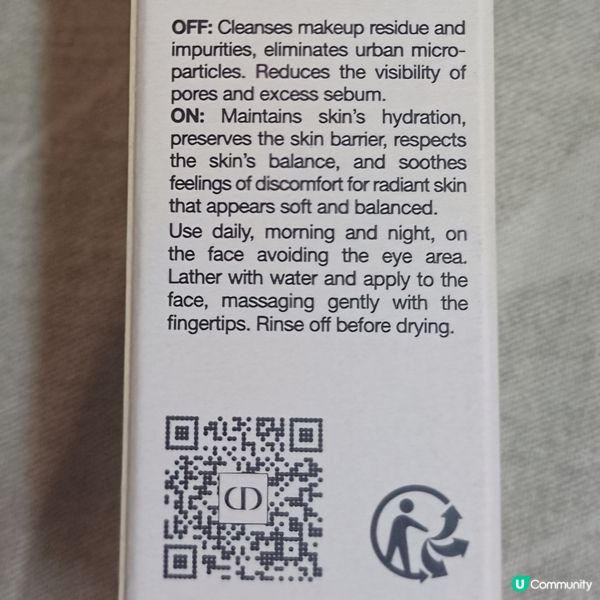 OFF: Cleanses makeup residue and
impurities, eliminates urban micro-
particles. Reduces the visibility of
pores and excess sebum.
ON: Maintains skin's hydration,
preserves the skin barrier, respects
the skin's balance, and soothes
feelings of discomfort for radiant skin
that appears soft and balanced.
Use daily, morning and night, on
the face avoiding the eye area.
Lather with water and apply to the
face, massaging gently with the
fingertips. Rinse off before drying.
CD
U Community